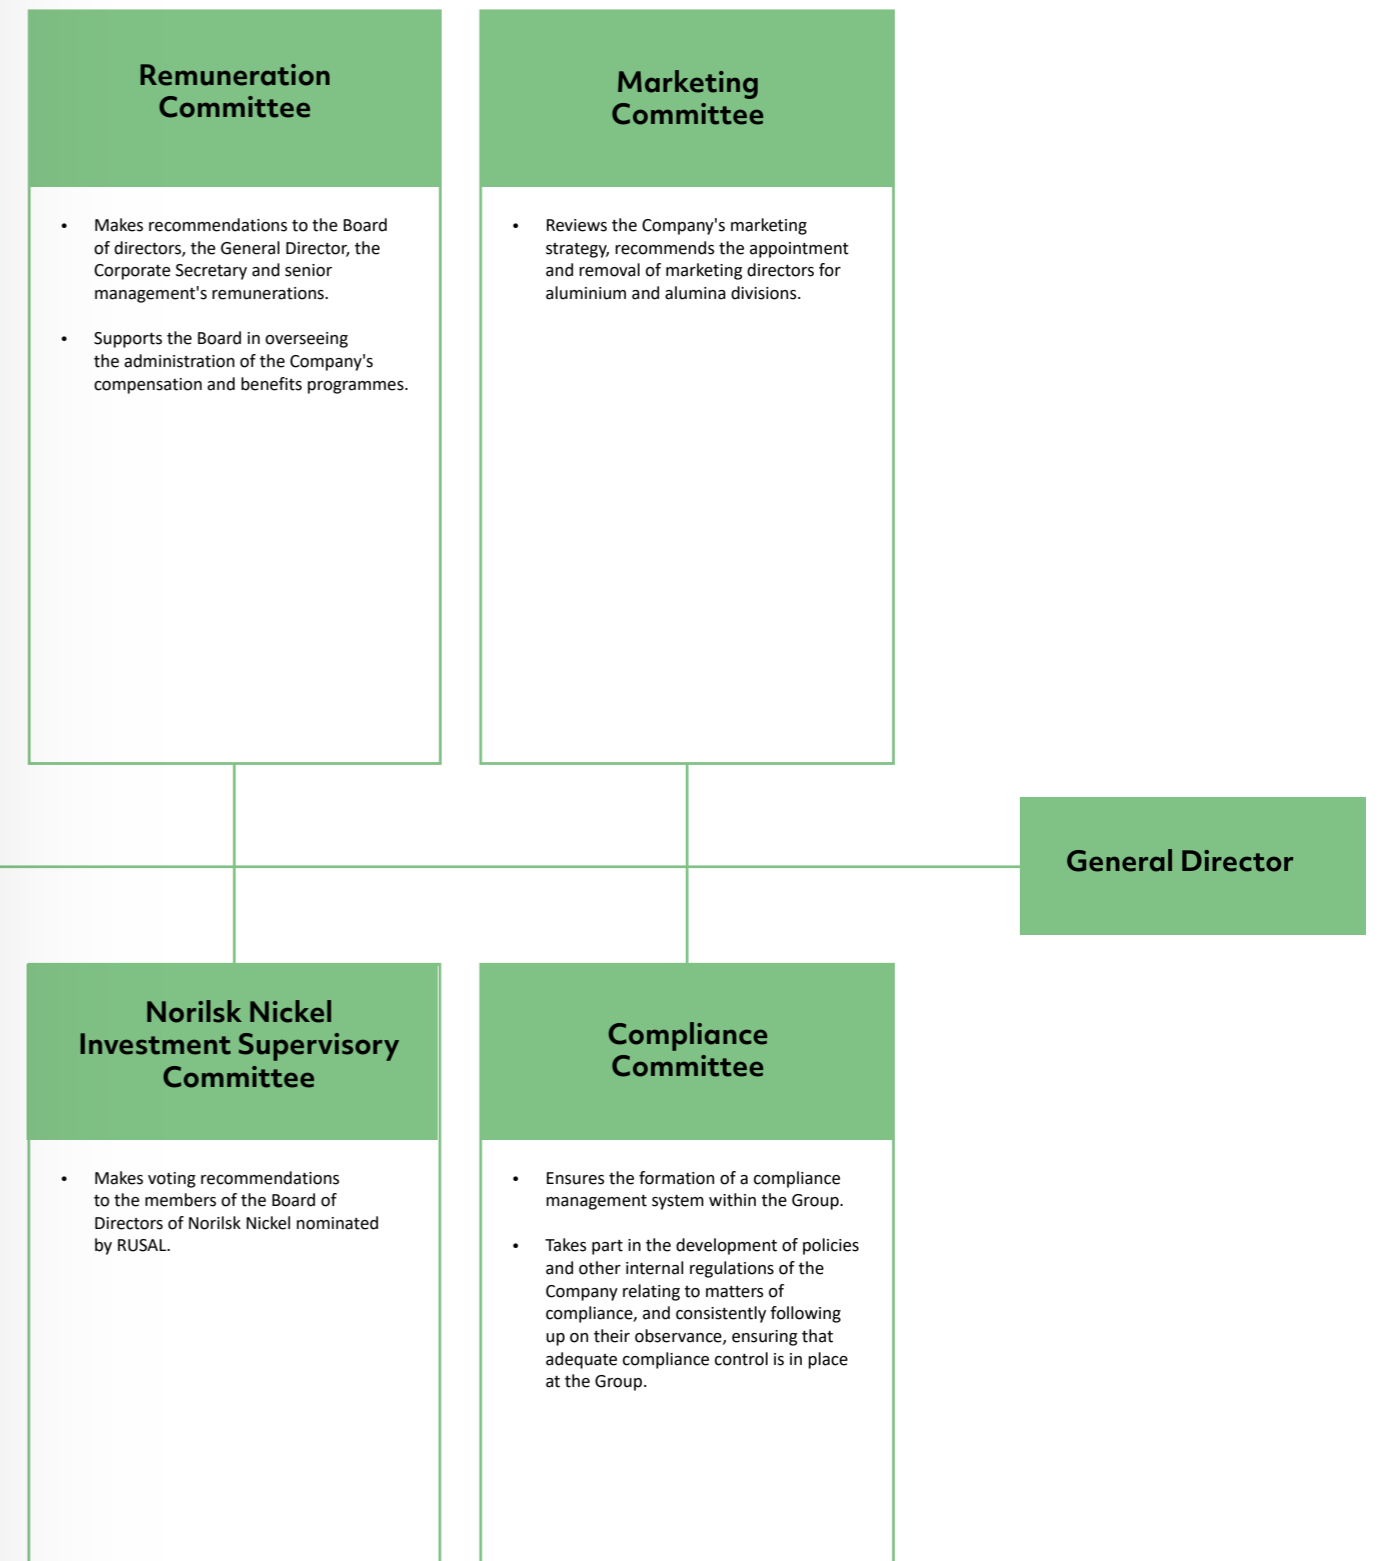 Remuneration
Committee
• Makes recommendations to the Board
of directors, the General Director, the
Corporate Secretary and senior
management's remunerations.
• Supports the Board in overseeing
the administration of the Company's
compensation and benefits programmes.
Marketing
Committee
• Reviews the Company's marketing
strategy, recommends the appointment
and removal of marketing directors for
aluminium and alumina divisions.
General Director
Norilsk Nickel
Investment Supervisory
Committee
• Makes voting recommendations
to the members of the Board of
Directors of Norilsk Nickel nominated
by RUSAL.
Compliance
Committee
• Ensures the formation of a compliance
management system within the Group.
• Takes part in the development of policies
and other internal regulations of the
Company relating to matters of
compliance, and consistently following
up on their observance, ensuring that
adequate compliance control is in place
at the Group.